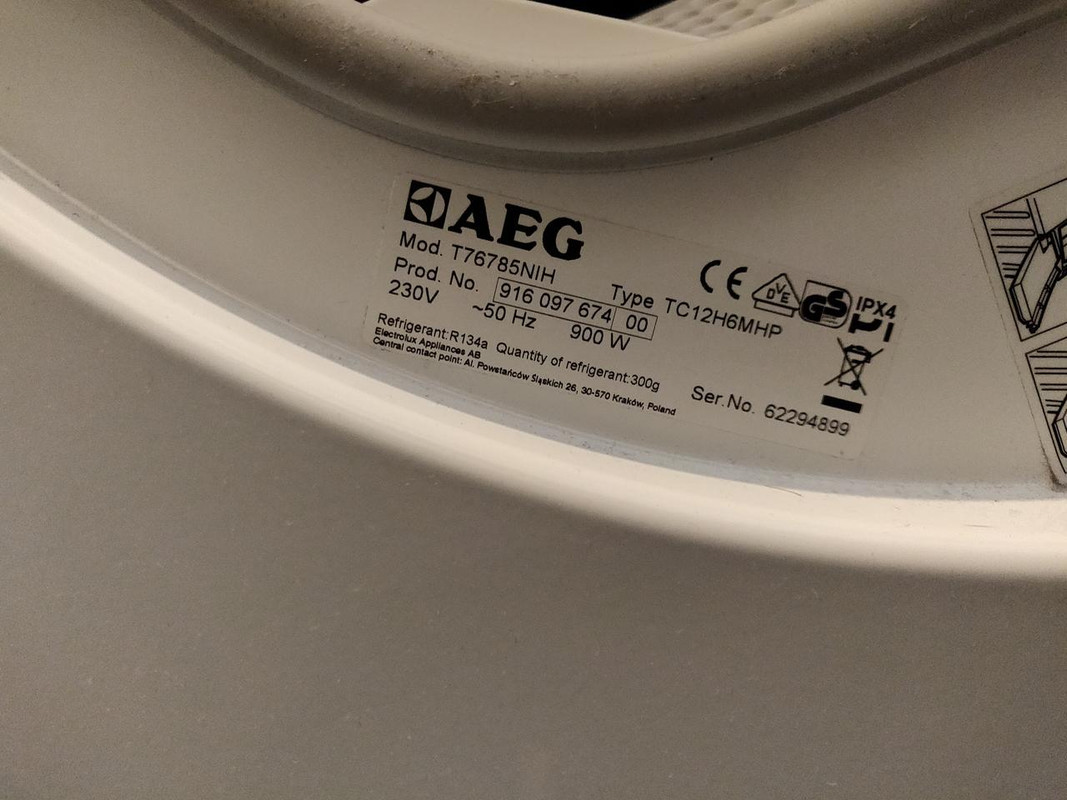 AEG
Mod. T76785NIH
Prod. No. 916 097 674 00 Type TC12H6MHP
230V ~50 Hz 900 W
Refrigerant:R134a Quantity of refrigerant:300g
Electrolux Appliances AB
Central contact point: Al. Powstańców Śląskich 26, 30-570 Kraków, Poland
Ser.No. 62294899
CE
DVE
GS
IPX4